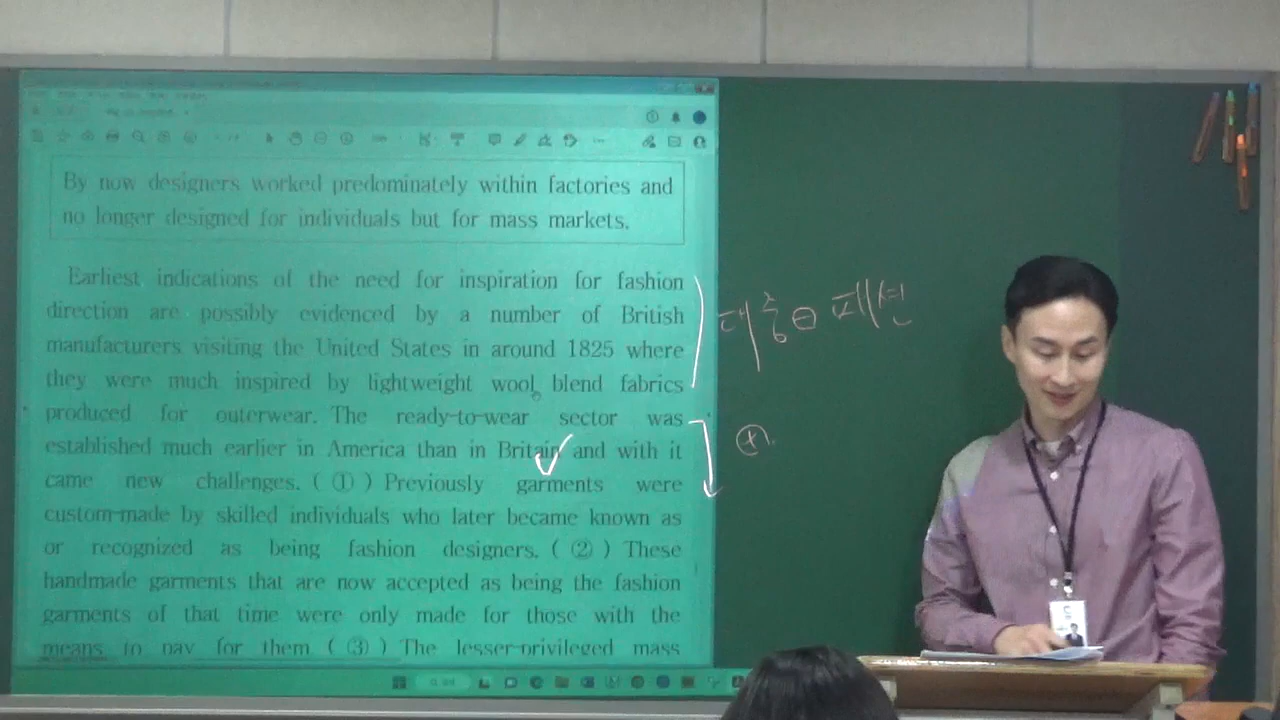 By now designers worked predominately within factories and
no longer designed for individuals but for mass markets.
Earliest indications of the need for inspiration for fashion
direction are possibly evidenced by a number of British
manufacturers visiting the United States in around 1825 where
they were much inspired by lightweight wool blend fabrics
produced for outerwear. The ready-to-wear sector was
established much earlier in America than in Britain and with it
came new challenges. ( ① ) Previously garments were
custom-made by skilled individuals who later became known as
or recognized as being fashion designers. ( ② ) These
handmade garments that are now accepted as being the fashion
garments of that time were only made for those with the
means to pay for them. ( ③ ) The lesser-privileged mass
대중 ⊖ 패션
⊕